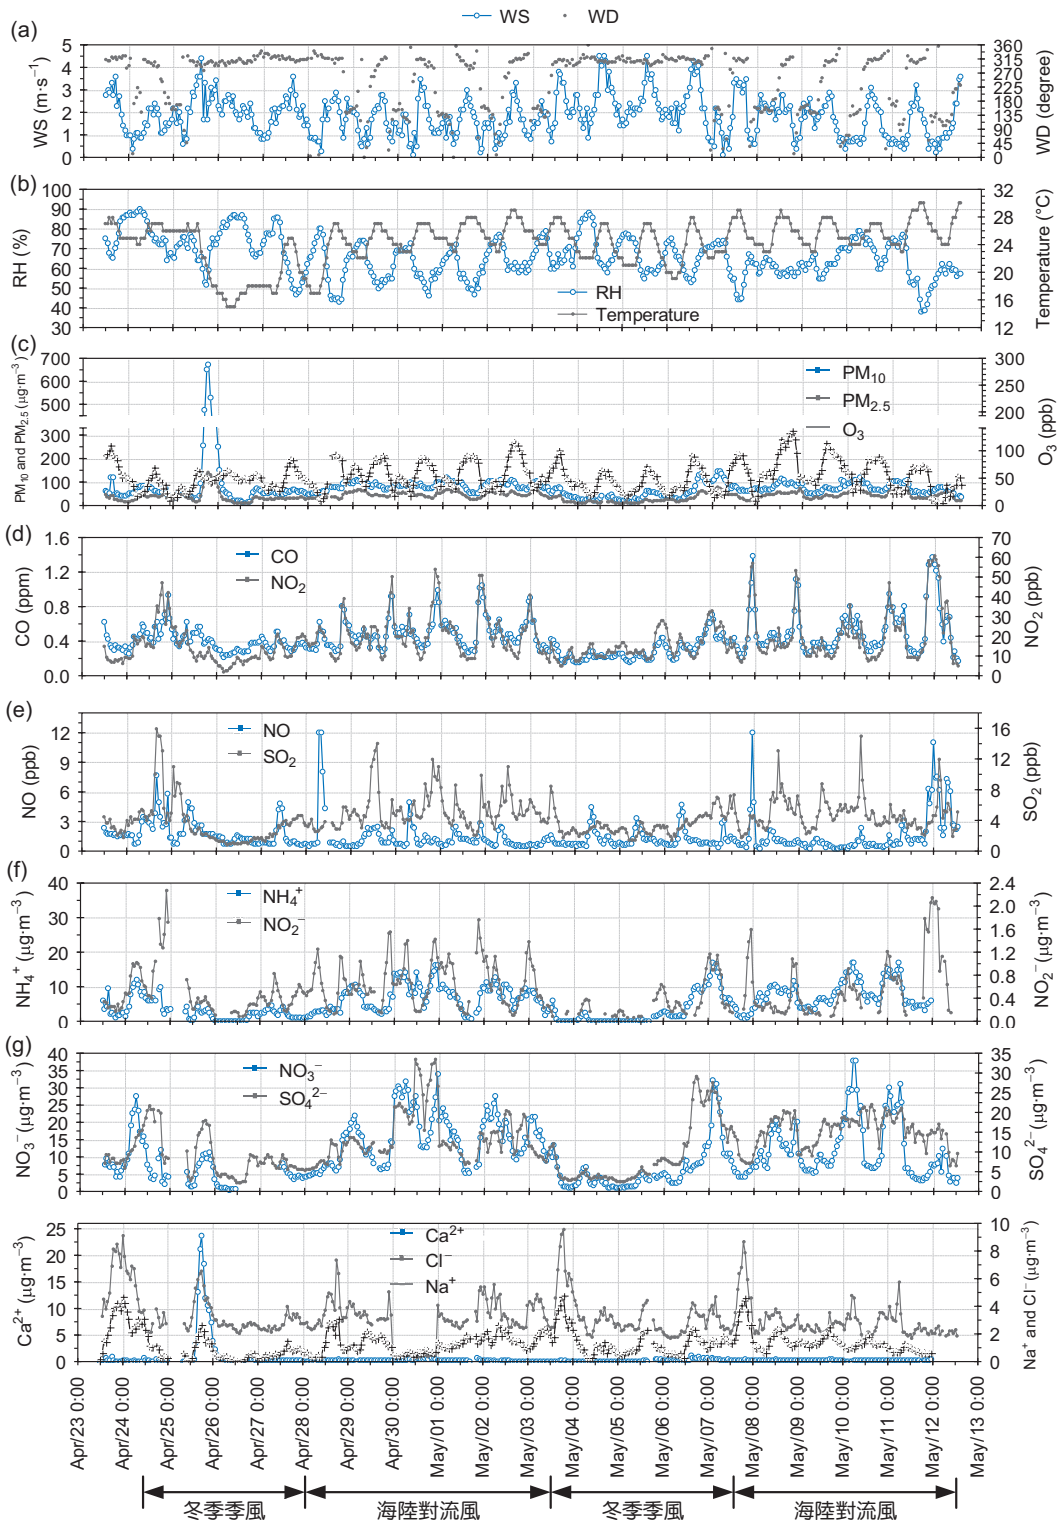 WS WD
(a)
WS (m·s⁻¹)
5
4
3
2
1
0
360
315
270
225
180
135
90
45
0
WD (degree)
(b)
RH (%)
100
90
80
70
60
50
40
30
RH
Temperature
32
28
24
20
16
12
Temperature (°C)
(c)
PM₁₀ and PM₂.₅ (μg·m⁻³)
700
600
500
300
200
100
0
PM₁₀
PM₂.₅
O₃
300
250
200
100
50
0
O₃ (ppb)
(d)
CO (ppm)
1.6
1.2
0.8
0.4
0.0
CO
NO₂
70
60
50
40
30
20
10
0
NO₂ (ppb)
(e)
NO (ppb)
12
9
6
3
0
NO
SO₂
16
12
8
4
0
SO₂ (ppb)
(f)
NH₄⁺ (μg·m⁻³)
40
30
20
10
0
NH₄⁺
NO₂⁻
2.4
2.0
1.6
1.2
0.8
0.4
0.0
NO₂⁻ (μg·m⁻³)
(g)
NO₃⁻ (μg·m⁻³)
40
35
30
25
20
15
10
5
0
NO₃⁻
SO₄²⁻
35
30
25
20
15
10
5
0
SO₄²⁻ (μg·m⁻³)
Ca²⁺ (μg·m⁻³)
25
20
15
10
5
0
Ca²⁺
Cl⁻
Na⁺
10
8
6
4
2
0
Na⁺ and Cl⁻ (μg·m⁻³)
Apr/23 0:00
Apr/24 0:00
Apr/25 0:00
Apr/26 0:00
Apr/27 0:00
Apr/28 0:00
Apr/29 0:00
Apr/30 0:00
May/01 0:00
May/02 0:00
May/03 0:00
May/04 0:00
May/05 0:00
May/06 0:00
May/07 0:00
May/08 0:00
May/09 0:00
May/10 0:00
May/11 0:00
May/12 0:00
May/13 0:00
冬季季風 海陸對流風 冬季季風 海陸對流風